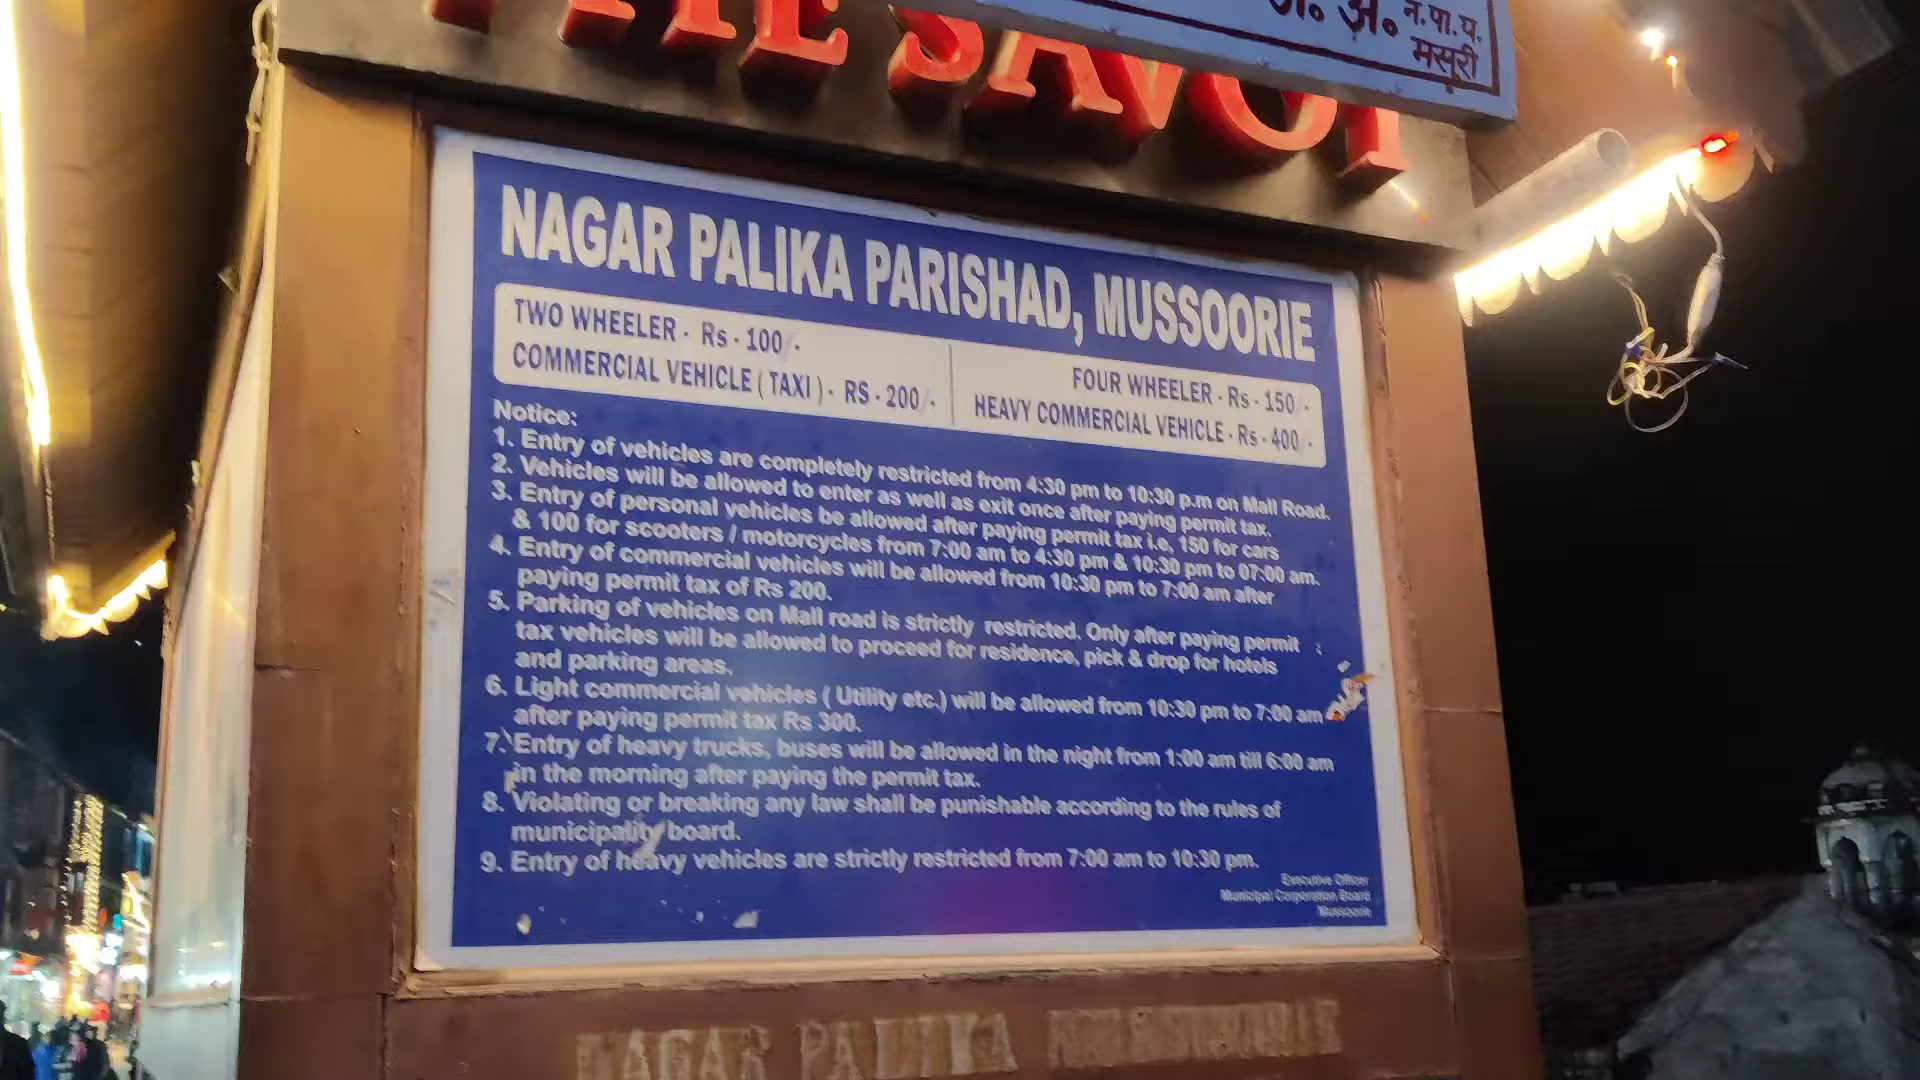 THE SAVOY
अ० न.पा.प.
मसूरी
NAGAR PALIKA PARISHAD, MUSSOORIE
TWO WHEELER - Rs - 100/-
COMMERCIAL VEHICLE ( TAXI ) - RS - 200/-
FOUR WHEELER - Rs - 150/-
HEAVY COMMERCIAL VEHICLE - Rs - 400/-
Notice:
1. Entry of vehicles are completely restricted from 4:30 pm to 10:30 p.m on Mall Road.
2. Vehicles will be allowed to enter as well as exit once after paying permit tax.
3. Entry of personal vehicles be allowed after paying permit tax i.e, 150 for cars
& 100 for scooters / motorcycles from 7:00 am to 4:30 pm & 10:30 pm to 07:00 am.
4. Entry of commercial vehicles will be allowed from 10:30 pm to 7:00 am after
paying permit tax of Rs 200.
5. Parking of vehicles on Mall road is strictly restricted. Only after paying permit
tax vehicles will be allowed to proceed for residence, pick & drop for hotels
and parking areas.
6. Light commercial vehicles ( Utility etc.) will be allowed from 10:30 pm to 7:00 am
after paying permit tax Rs 300.
7. Entry of heavy trucks, buses will be allowed in the night from 1:00 am till 6:00 am
in the morning after paying the permit tax.
8. Violating or breaking any law shall be punishable according to the rules of
municipality board.
9. Entry of heavy vehicles are strictly restricted from 7:00 am to 10:30 pm.
Executive Officer
Municipal Corporation Board
Mussoorie
NAGAR PALIKA MUSSOORIE